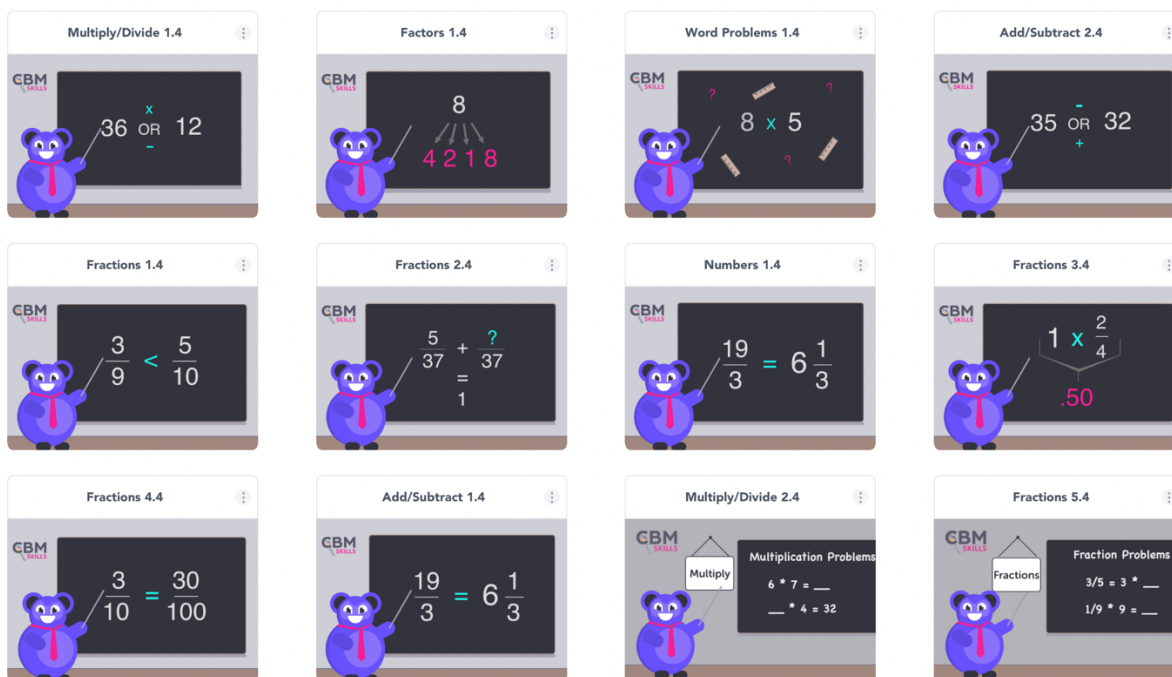 Multiply/Divide 1.4
CBM
SKILLS
x
36 OR 12
-
Factors 1.4
CBM
SKILLS
8
4 2 1 8
Word Problems 1.4
CBM
SKILLS
? ?
8 x 5
?
Add/Subtract 2.4
CBM
SKILLS
-
35 OR 32
+
Fractions 1.4
CBM
SKILLS
3/9 < 5/10
Fractions 2.4
CBM
SKILLS
5/37 + ?/37
=
1
Numbers 1.4
CBM
SKILLS
19/3 = 6 1/3
Fractions 3.4
CBM
SKILLS
1 x 2/4
.50
Fractions 4.4
CBM
SKILLS
3/10 = 30/100
Add/Subtract 1.4
CBM
SKILLS
19/3 = 6 1/3
Multiply/Divide 2.4
CBM
SKILLS
Multiply
Multiplication Problems
6 * 7 = __
__ * 4 = 32
Fractions 5.4
CBM
SKILLS
Fractions
Fraction Problems
3/5 = 3 * __
1/9 * 9 = __